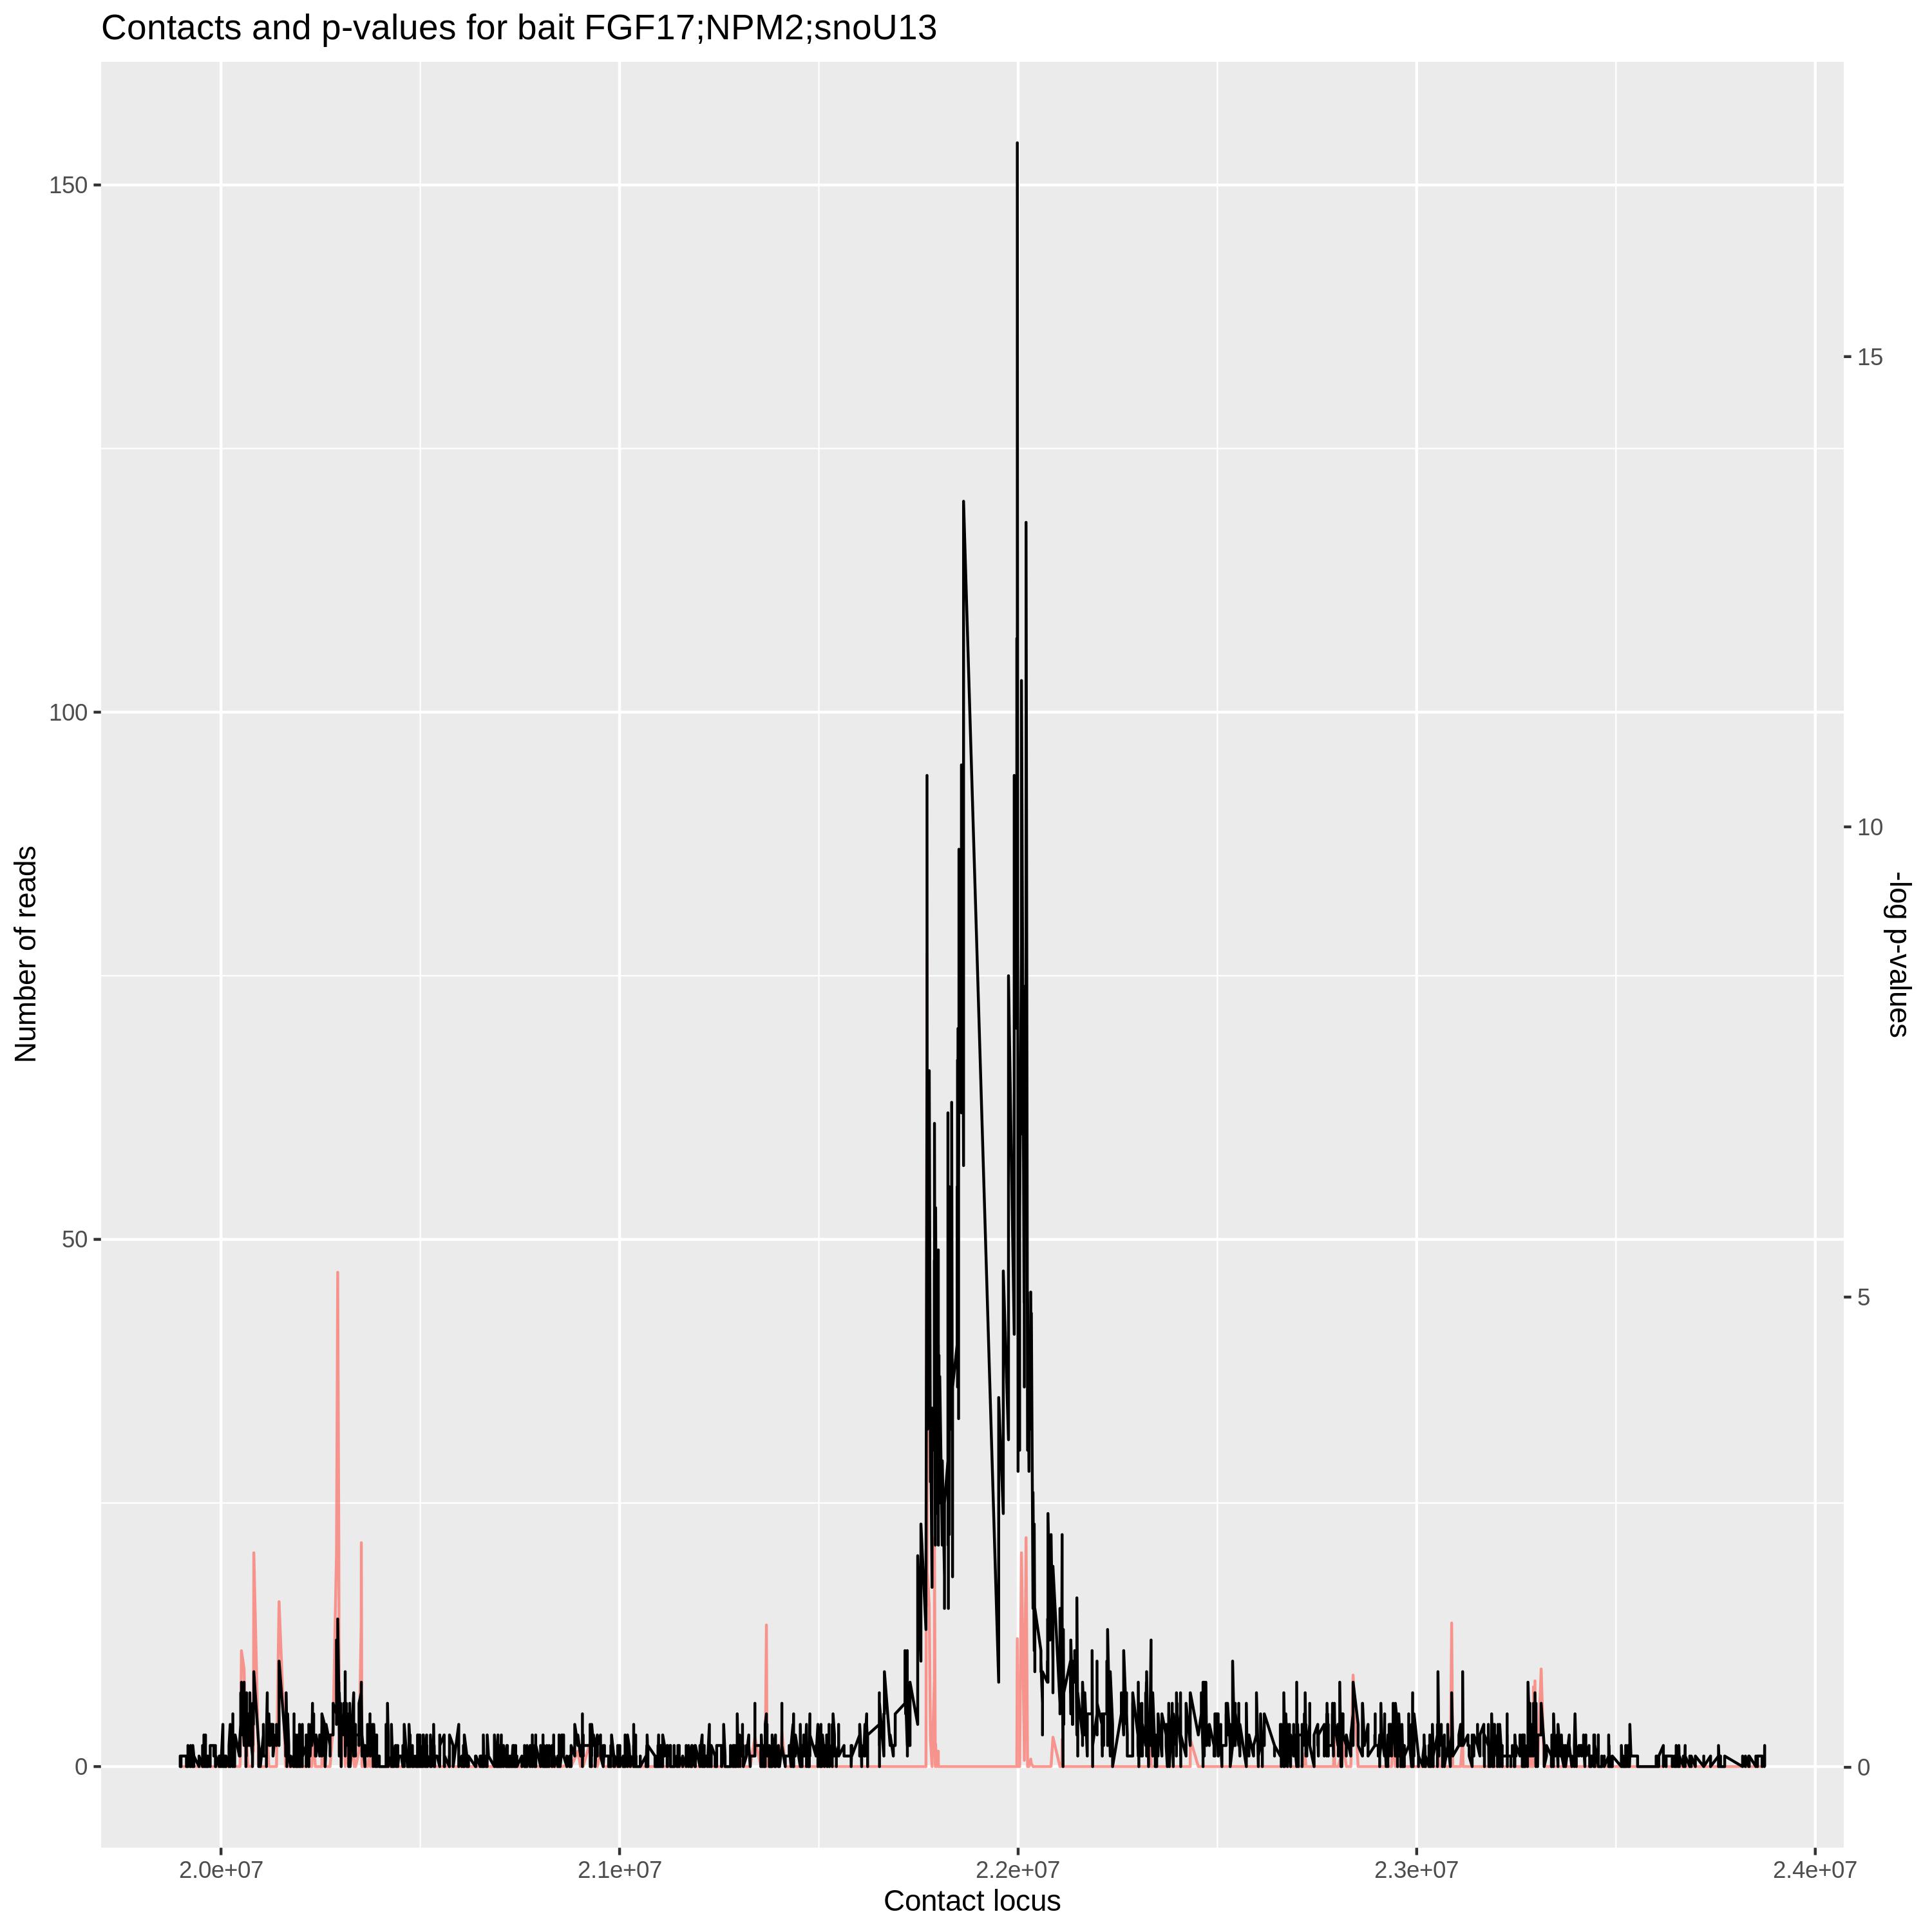 Contacts and p-values for bait FGF17;NPM2;snoU13
150
100
50
0
Number of reads
15
10
5
0
-log p-values
2.0e+07
2.1e+07
2.2e+07
2.3e+07
2.4e+07
Contact locus